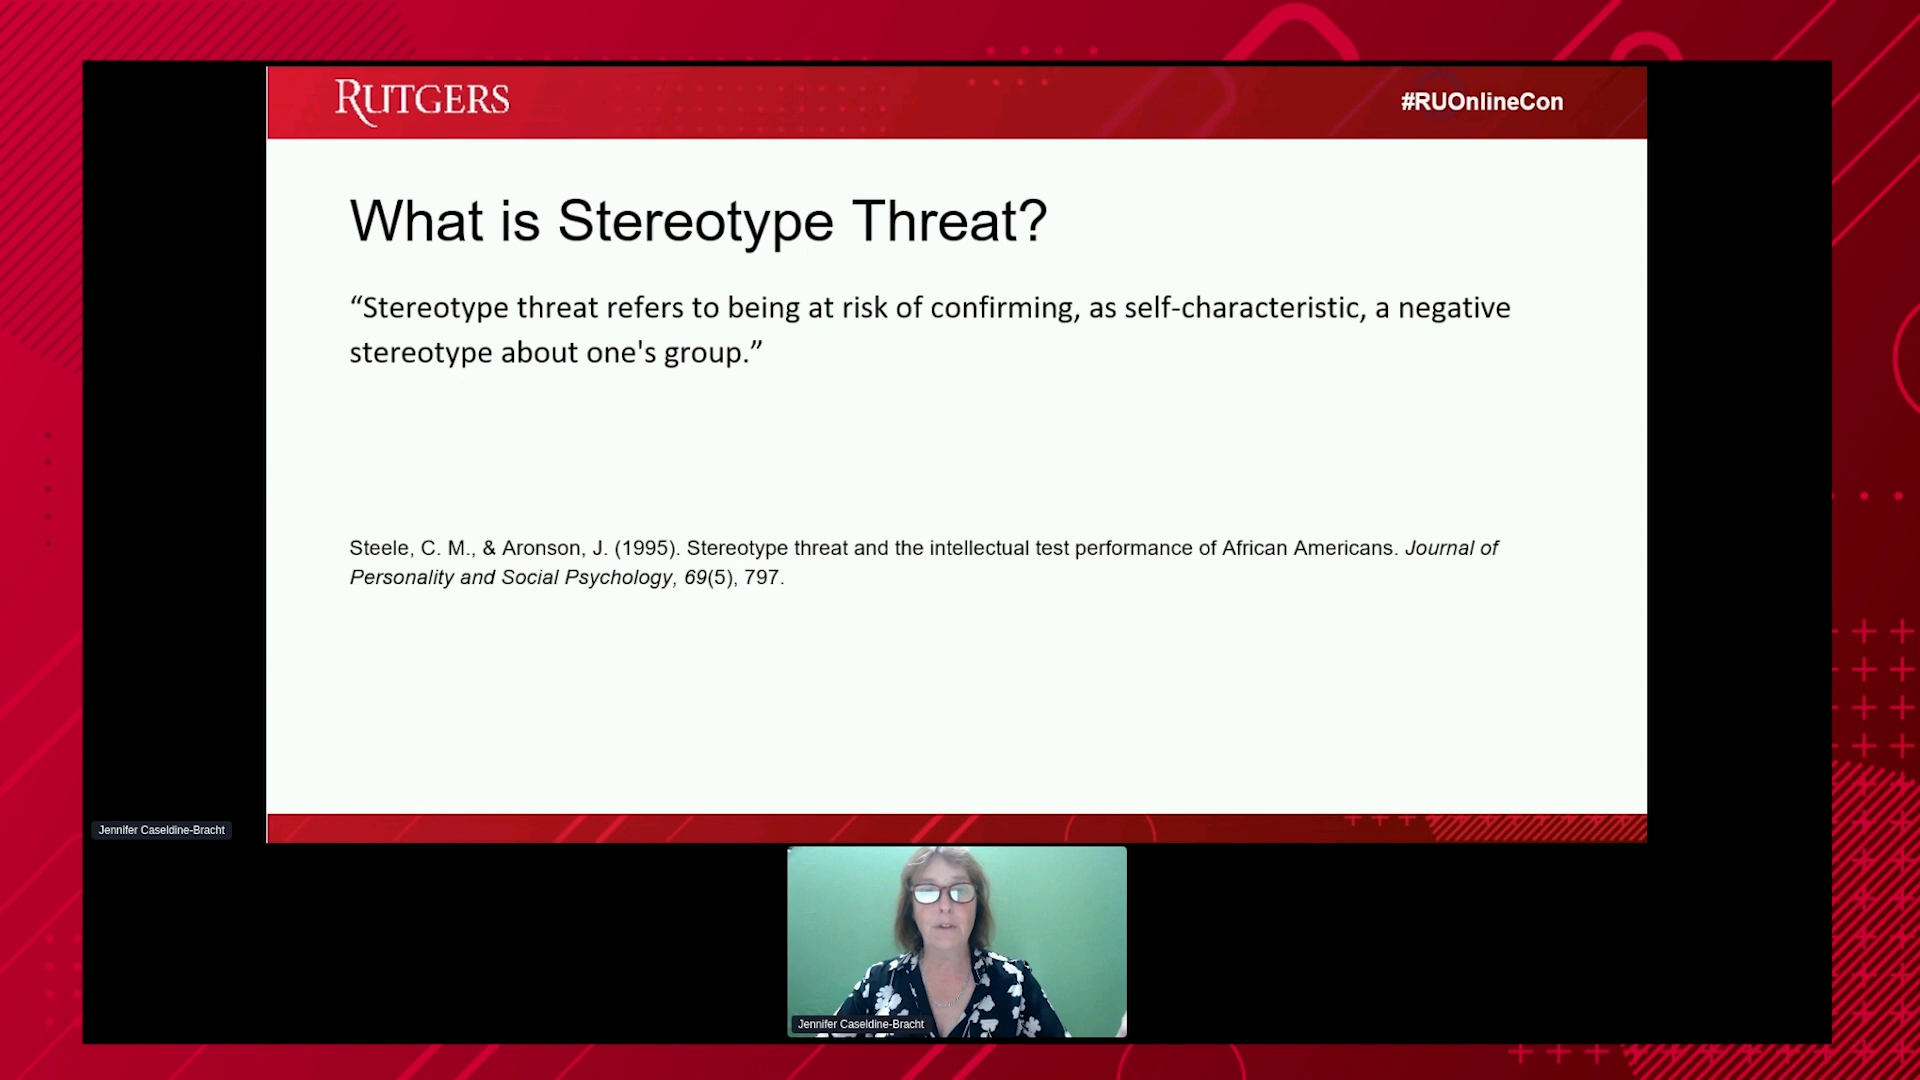 RUTGERS
#RUOnlineCon
What is Stereotype Threat?
“Stereotype threat refers to being at risk of confirming, as self-characteristic, a negative
stereotype about one's group.”
Steele, C. M., & Aronson, J. (1995). Stereotype threat and the intellectual test performance of African Americans. Journal of
Personality and Social Psychology, 69(5), 797.
Jennifer Caseldine-Bracht
Jennifer Caseldine-Bracht